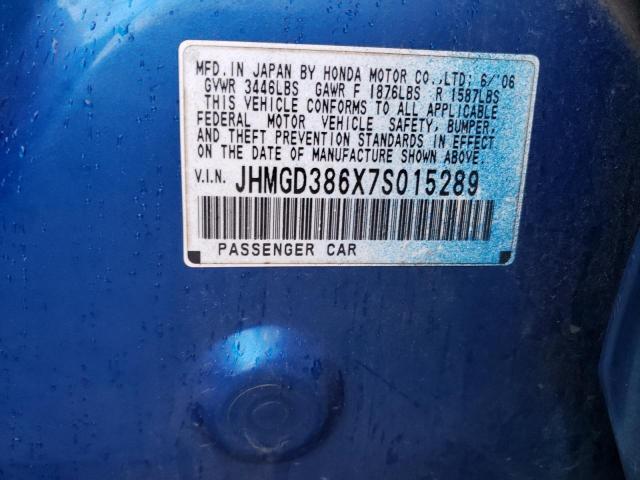 MFD. IN JAPAN BY HONDA MOTOR CO.,LTD; 6/'06
GVWR 3446LBS GAWR F 1876LBS R 1587LBS
THIS VEHICLE CONFORMS TO ALL APPLICABLE
FEDERAL MOTOR VEHICLE SAFETY, BUMPER,
AND THEFT PREVENTION STANDARDS IN EFFECT
ON THE DATE OF MANUFACTURE SHOWN ABOVE.
V.I.N. JHMGD386X7S015289
PASSENGER CAR